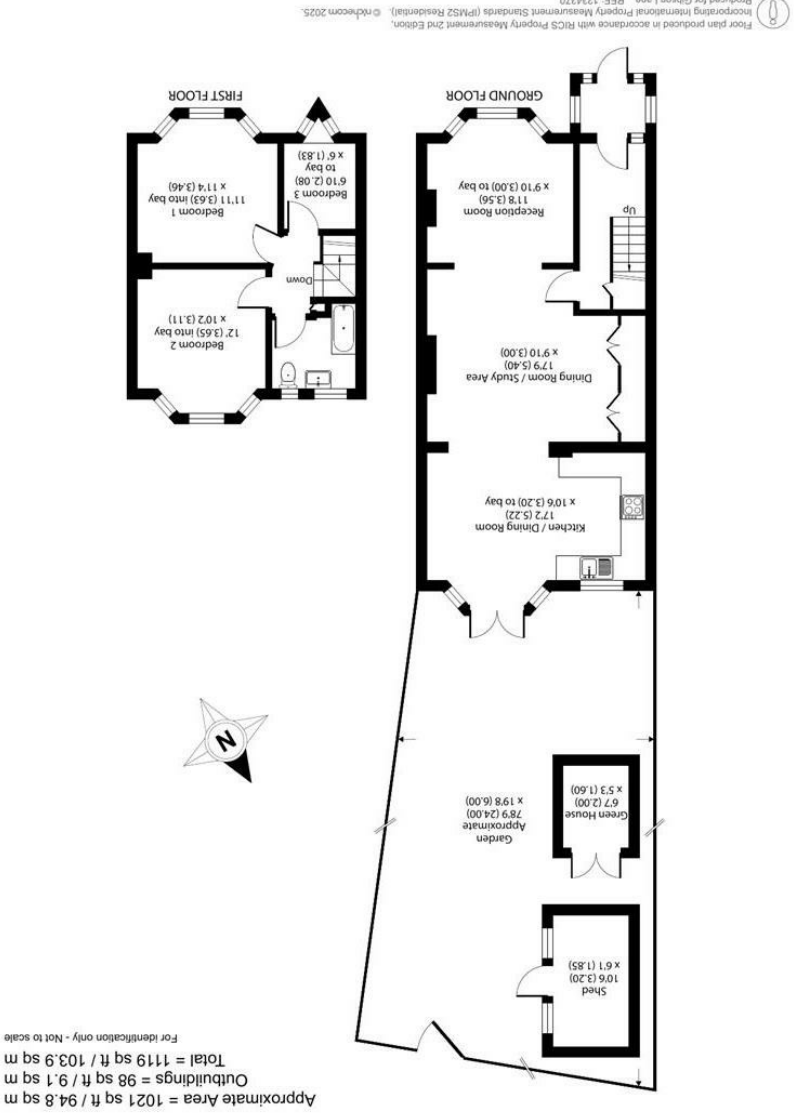 Approximate Area = 1021 sq ft / 94.8 sq m
Outbuildings = 98 sq ft / 9.1 sq m
Total = 1119 sq ft / 103.9 sq m
For identification only - Not to scale
Shed
10'6 (3.20)
x 6'1 (1.85)
Green House
6'7 (2.00)
x 5'3 (1.60)
Garden
Approximate
78'9 (24.00)
x 19'8 (6.00)
N
Kitchen / Dining Room
17'2 (5.22)
x 10'6 (3.20) to bay
Dining Room / Study Area
17'9 (5.40)
x 9'10 (3.00)
Up
Reception Room
11'8 (3.56)
x 9'10 (3.00) to bay
GROUND FLOOR
Bedroom 2
12' (3.65) into bay
x 10'2 (3.11)
Down
Bedroom 3
6'10 (2.08)
to bay
x 6' (1.83)
Bedroom 1
11'11 (3.63) into bay
x 11'4 (3.46)
FIRST FLOOR
Floor plan produced in accordance with RICS Property Measurement 2nd Edition,
Incorporating International Property Measurement Standards (IPMS2 Residential). © nichecom 2025.
Produced for Gibson Lane. REF: 1234370